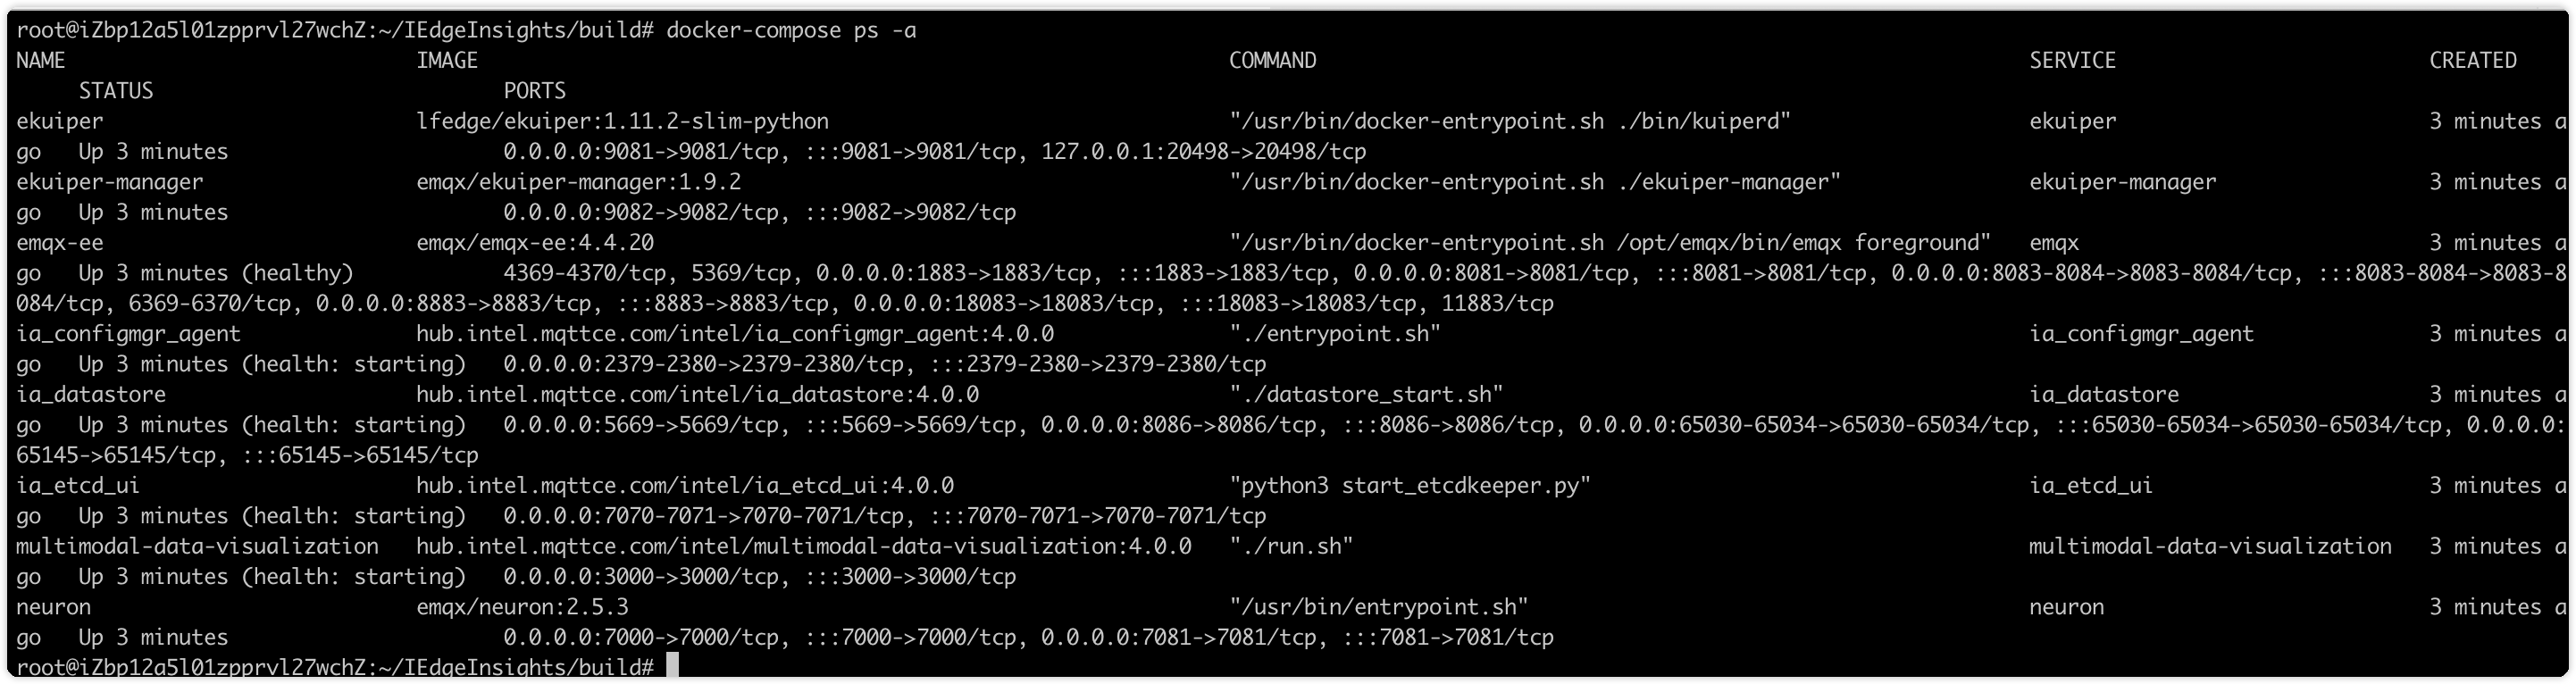 root@iZbp12a5l01zpprvl27wchZ:~/IEdgeInsights/build# docker-compose ps -a
NAME                            IMAGE                                                            COMMAND                                                         SERVICE                         CREATED
     STATUS                            PORTS
ekuiper                         lfedge/ekuiper:1.11.2-slim-python                                "/usr/bin/docker-entrypoint.sh ./bin/kuiperd"                   ekuiper                         3 minutes a
go   Up 3 minutes                      0.0.0.0:9081->9081/tcp, :::9081->9081/tcp, 127.0.0.1:20498->20498/tcp
ekuiper-manager                 emqx/ekuiper-manager:1.9.2                                       "/usr/bin/docker-entrypoint.sh ./ekuiper-manager"               ekuiper-manager                 3 minutes a
go   Up 3 minutes                      0.0.0.0:9082->9082/tcp, :::9082->9082/tcp
emqx-ee                         emqx/emqx-ee:4.4.20                                              "/usr/bin/docker-entrypoint.sh /opt/emqx/bin/emqx foreground"   emqx                            3 minutes a
go   Up 3 minutes (healthy)            4369-4370/tcp, 5369/tcp, 0.0.0.0:1883->1883/tcp, :::1883->1883/tcp, 0.0.0.0:8081->8081/tcp, :::8081->8081/tcp, 0.0.0.0:8083-8084->8083-8084/tcp, :::8083-8084->8083-8
084/tcp, 6369-6370/tcp, 0.0.0.0:8883->8883/tcp, :::8883->8883/tcp, 0.0.0.0:18083->18083/tcp, :::18083->18083/tcp, 11883/tcp
ia_configmgr_agent              hub.intel.mqttce.com/intel/ia_configmgr_agent:4.0.0              "./entrypoint.sh"                                               ia_configmgr_agent              3 minutes a
go   Up 3 minutes (health: starting)   0.0.0.0:2379-2380->2379-2380/tcp, :::2379-2380->2379-2380/tcp
ia_datastore                    hub.intel.mqttce.com/intel/ia_datastore:4.0.0                    "./datastore_start.sh"                                          ia_datastore                    3 minutes a
go   Up 3 minutes (health: starting)   0.0.0.0:5669->5669/tcp, :::5669->5669/tcp, 0.0.0.0:8086->8086/tcp, :::8086->8086/tcp, 0.0.0.0:65030-65034->65030-65034/tcp, :::65030-65034->65030-65034/tcp, 0.0.0.0:
65145->65145/tcp, :::65145->65145/tcp
ia_etcd_ui                      hub.intel.mqttce.com/intel/ia_etcd_ui:4.0.0                      "python3 start_etcdkeeper.py"                                   ia_etcd_ui                      3 minutes a
go   Up 3 minutes (health: starting)   0.0.0.0:7070-7071->7070-7071/tcp, :::7070-7071->7070-7071/tcp
multimodal-data-visualization   hub.intel.mqttce.com/intel/multimodal-data-visualization:4.0.0   "./run.sh"                                                      multimodal-data-visualization   3 minutes a
go   Up 3 minutes (health: starting)   0.0.0.0:3000->3000/tcp, :::3000->3000/tcp
neuron                          emqx/neuron:2.5.3                                                "/usr/bin/entrypoint.sh"                                        neuron                          3 minutes a
go   Up 3 minutes                      0.0.0.0:7000->7000/tcp, :::7000->7000/tcp, 0.0.0.0:7081->7081/tcp, :::7081->7081/tcp
root@iZbp12a5l01zpprvl27wchZ:~/IEdgeInsights/build#